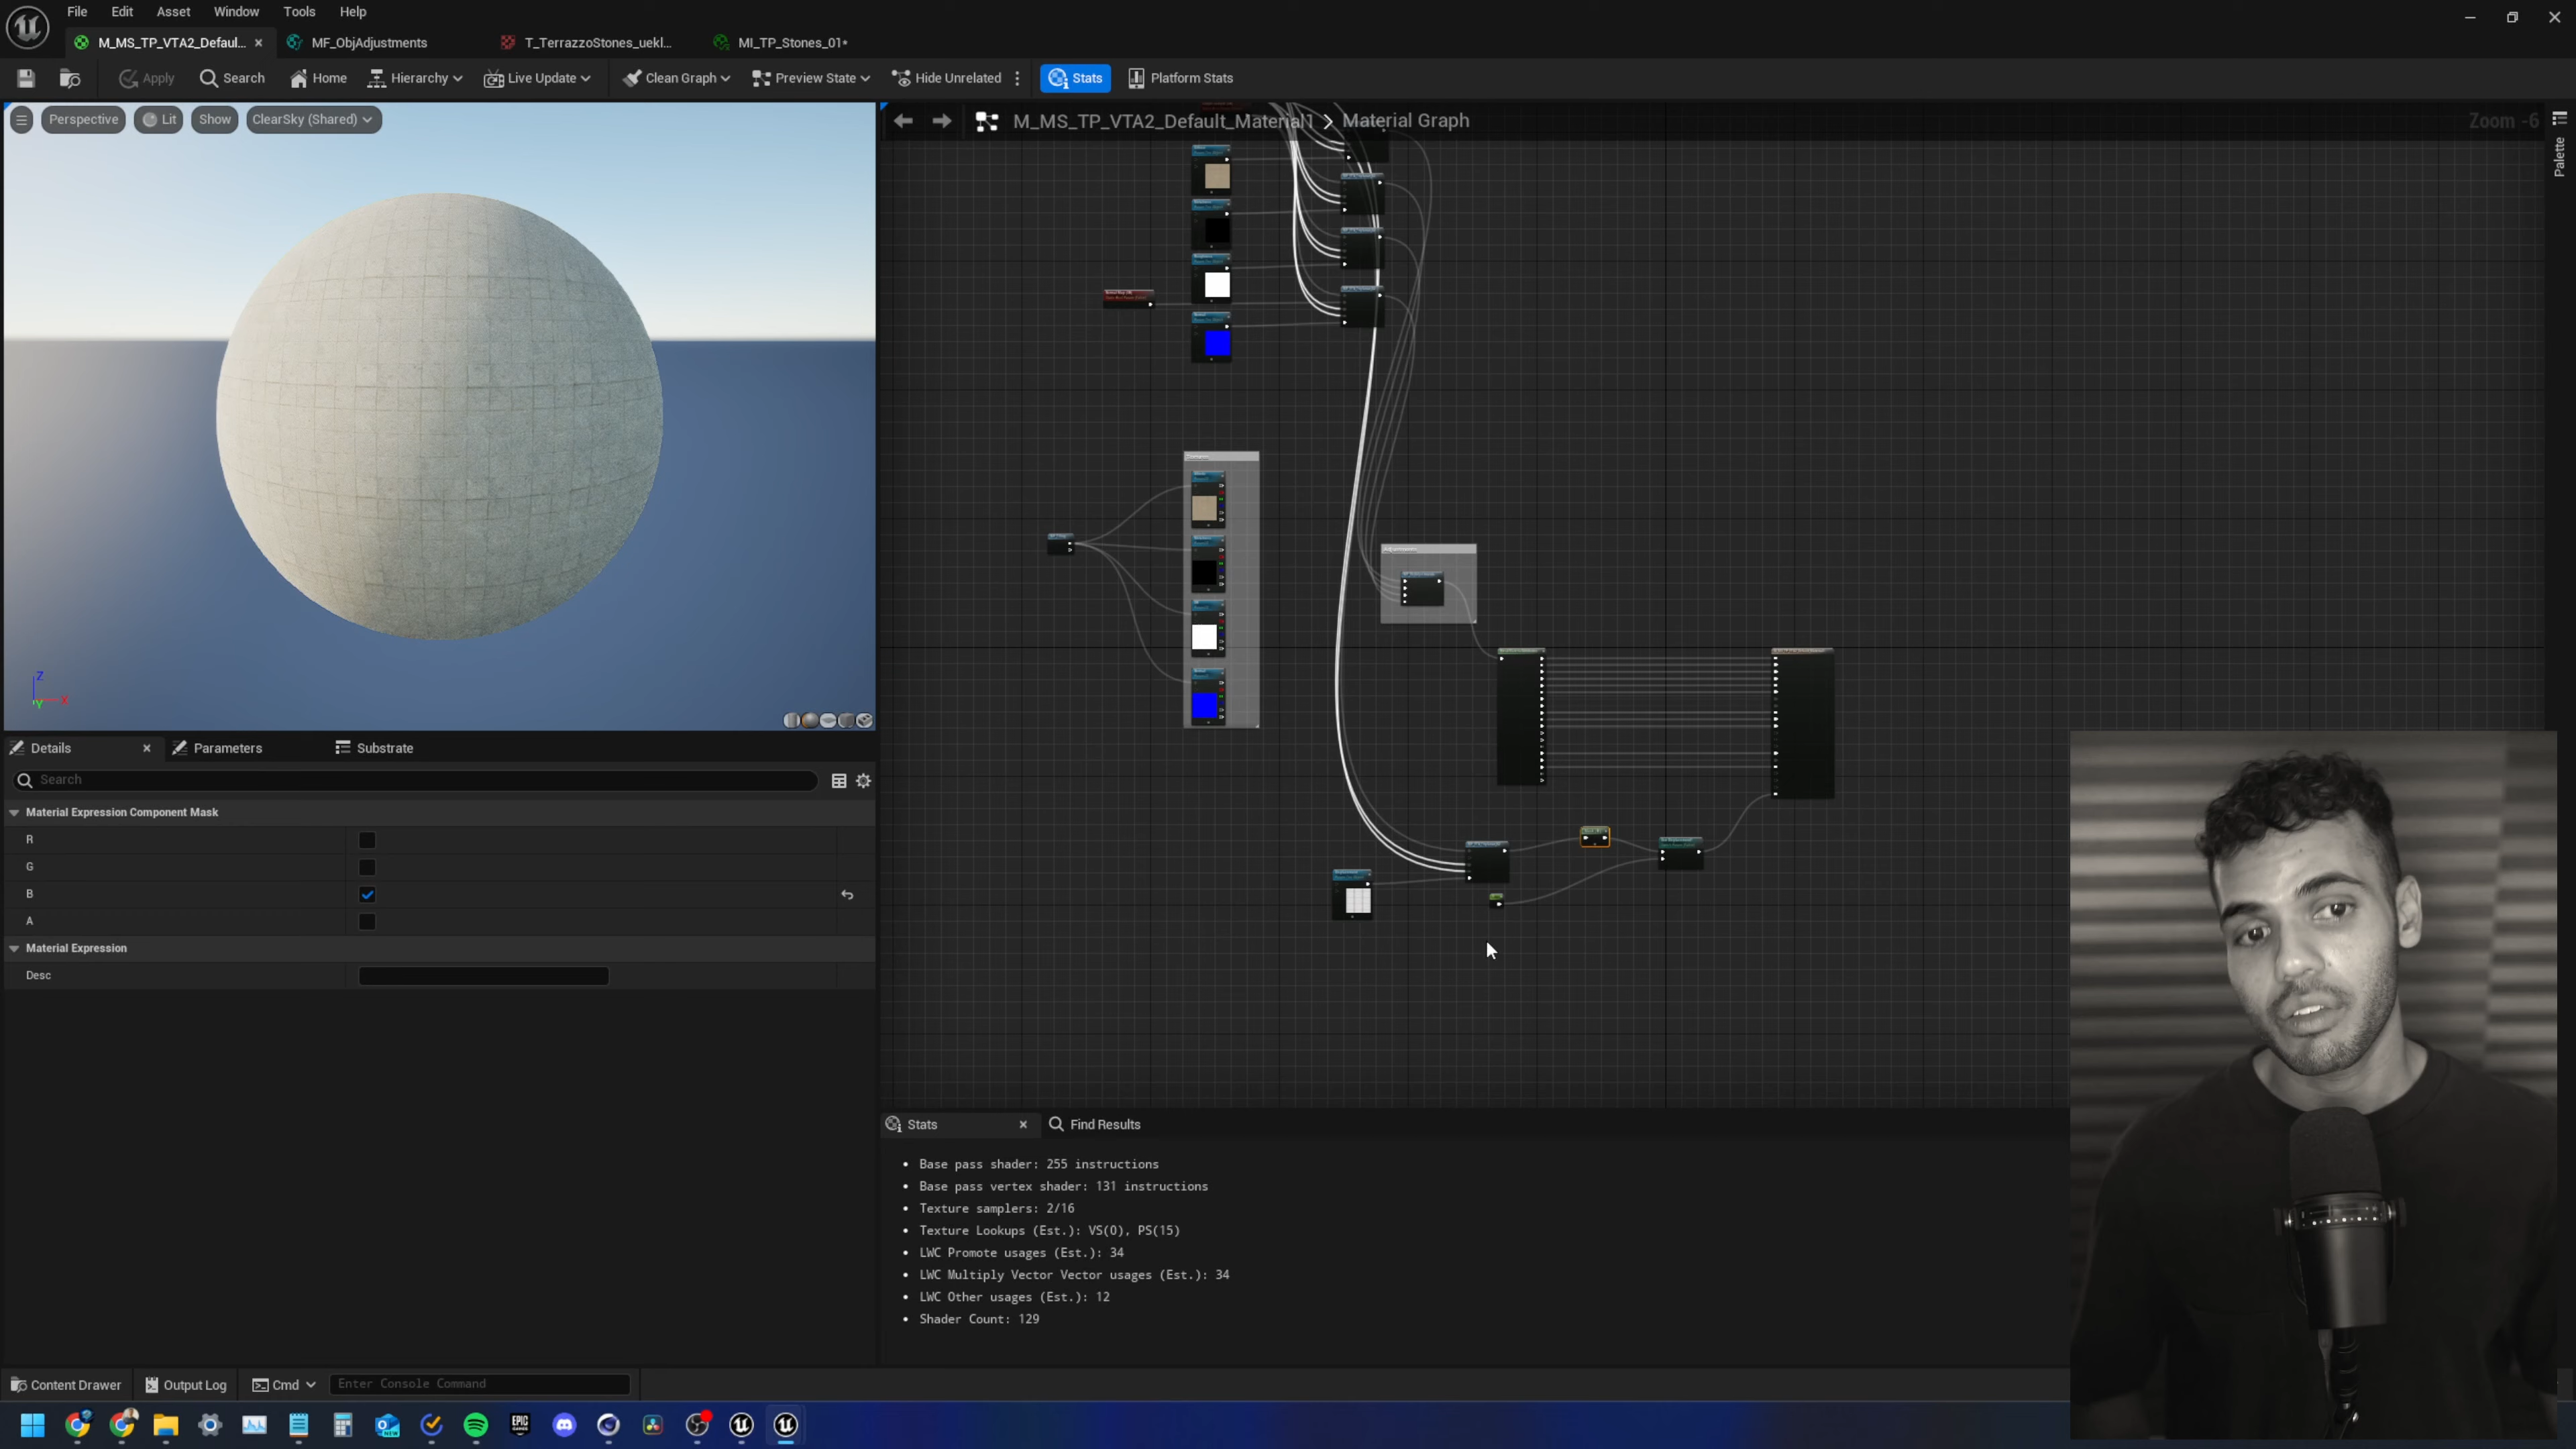 File Edit Asset Window Tools Help
M_MS_TP_VTA2_Defaul... MF_ObjAdjustments T_TerrazzoStones_uekl... MI_TP_Stones_01*
Apply Search Home Hierarchy Live Update Clean Graph Preview State Hide Unrelated Stats Platform Stats
Perspective Lit Show ClearSky (Shared)
M_MS_TP_VTA2_Default_Material1 > Material Graph
Zoom -6
Palette
Z
X
Y
Details Parameters Substrate
Search
Material Expression Component Mask
R
G
B
A
Material Expression
Desc
Stats Find Results
• Base pass shader: 255 instructions
• Base pass vertex shader: 131 instructions
• Texture samplers: 2/16
• Texture Lookups (Est.): VS(0), PS(15)
• LWC Promote usages (Est.): 34
• LWC Multiply Vector Vector usages (Est.): 34
• LWC Other usages (Est.): 12
• Shader Count: 129
Content Drawer Output Log Cmd Enter Console Command
EPIC GAMES
NEW